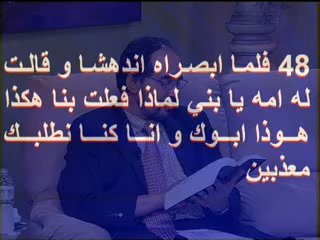 48 فلما ابصراه اندهشا و قالت
له امه يا بني لماذا فعلت بنا هكذا
هوذا ابوك و انا كنا نطلبك
معذبين